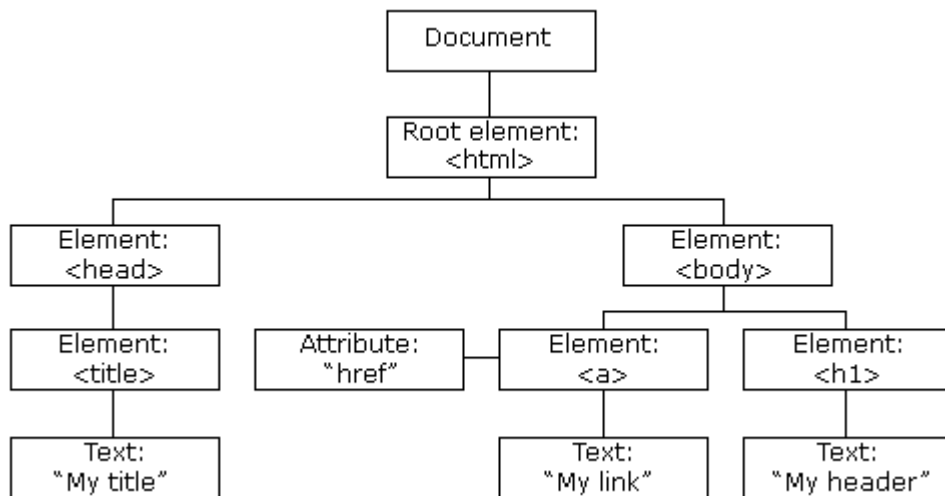 Document
Root element:
<html>
Element:
<head>
Element:
<body>
Element:
<title>
Attribute:
“href”
Element:
<a>
Element:
<h1>
Text:
“My title”
Text:
“My link”
Text:
“My header”